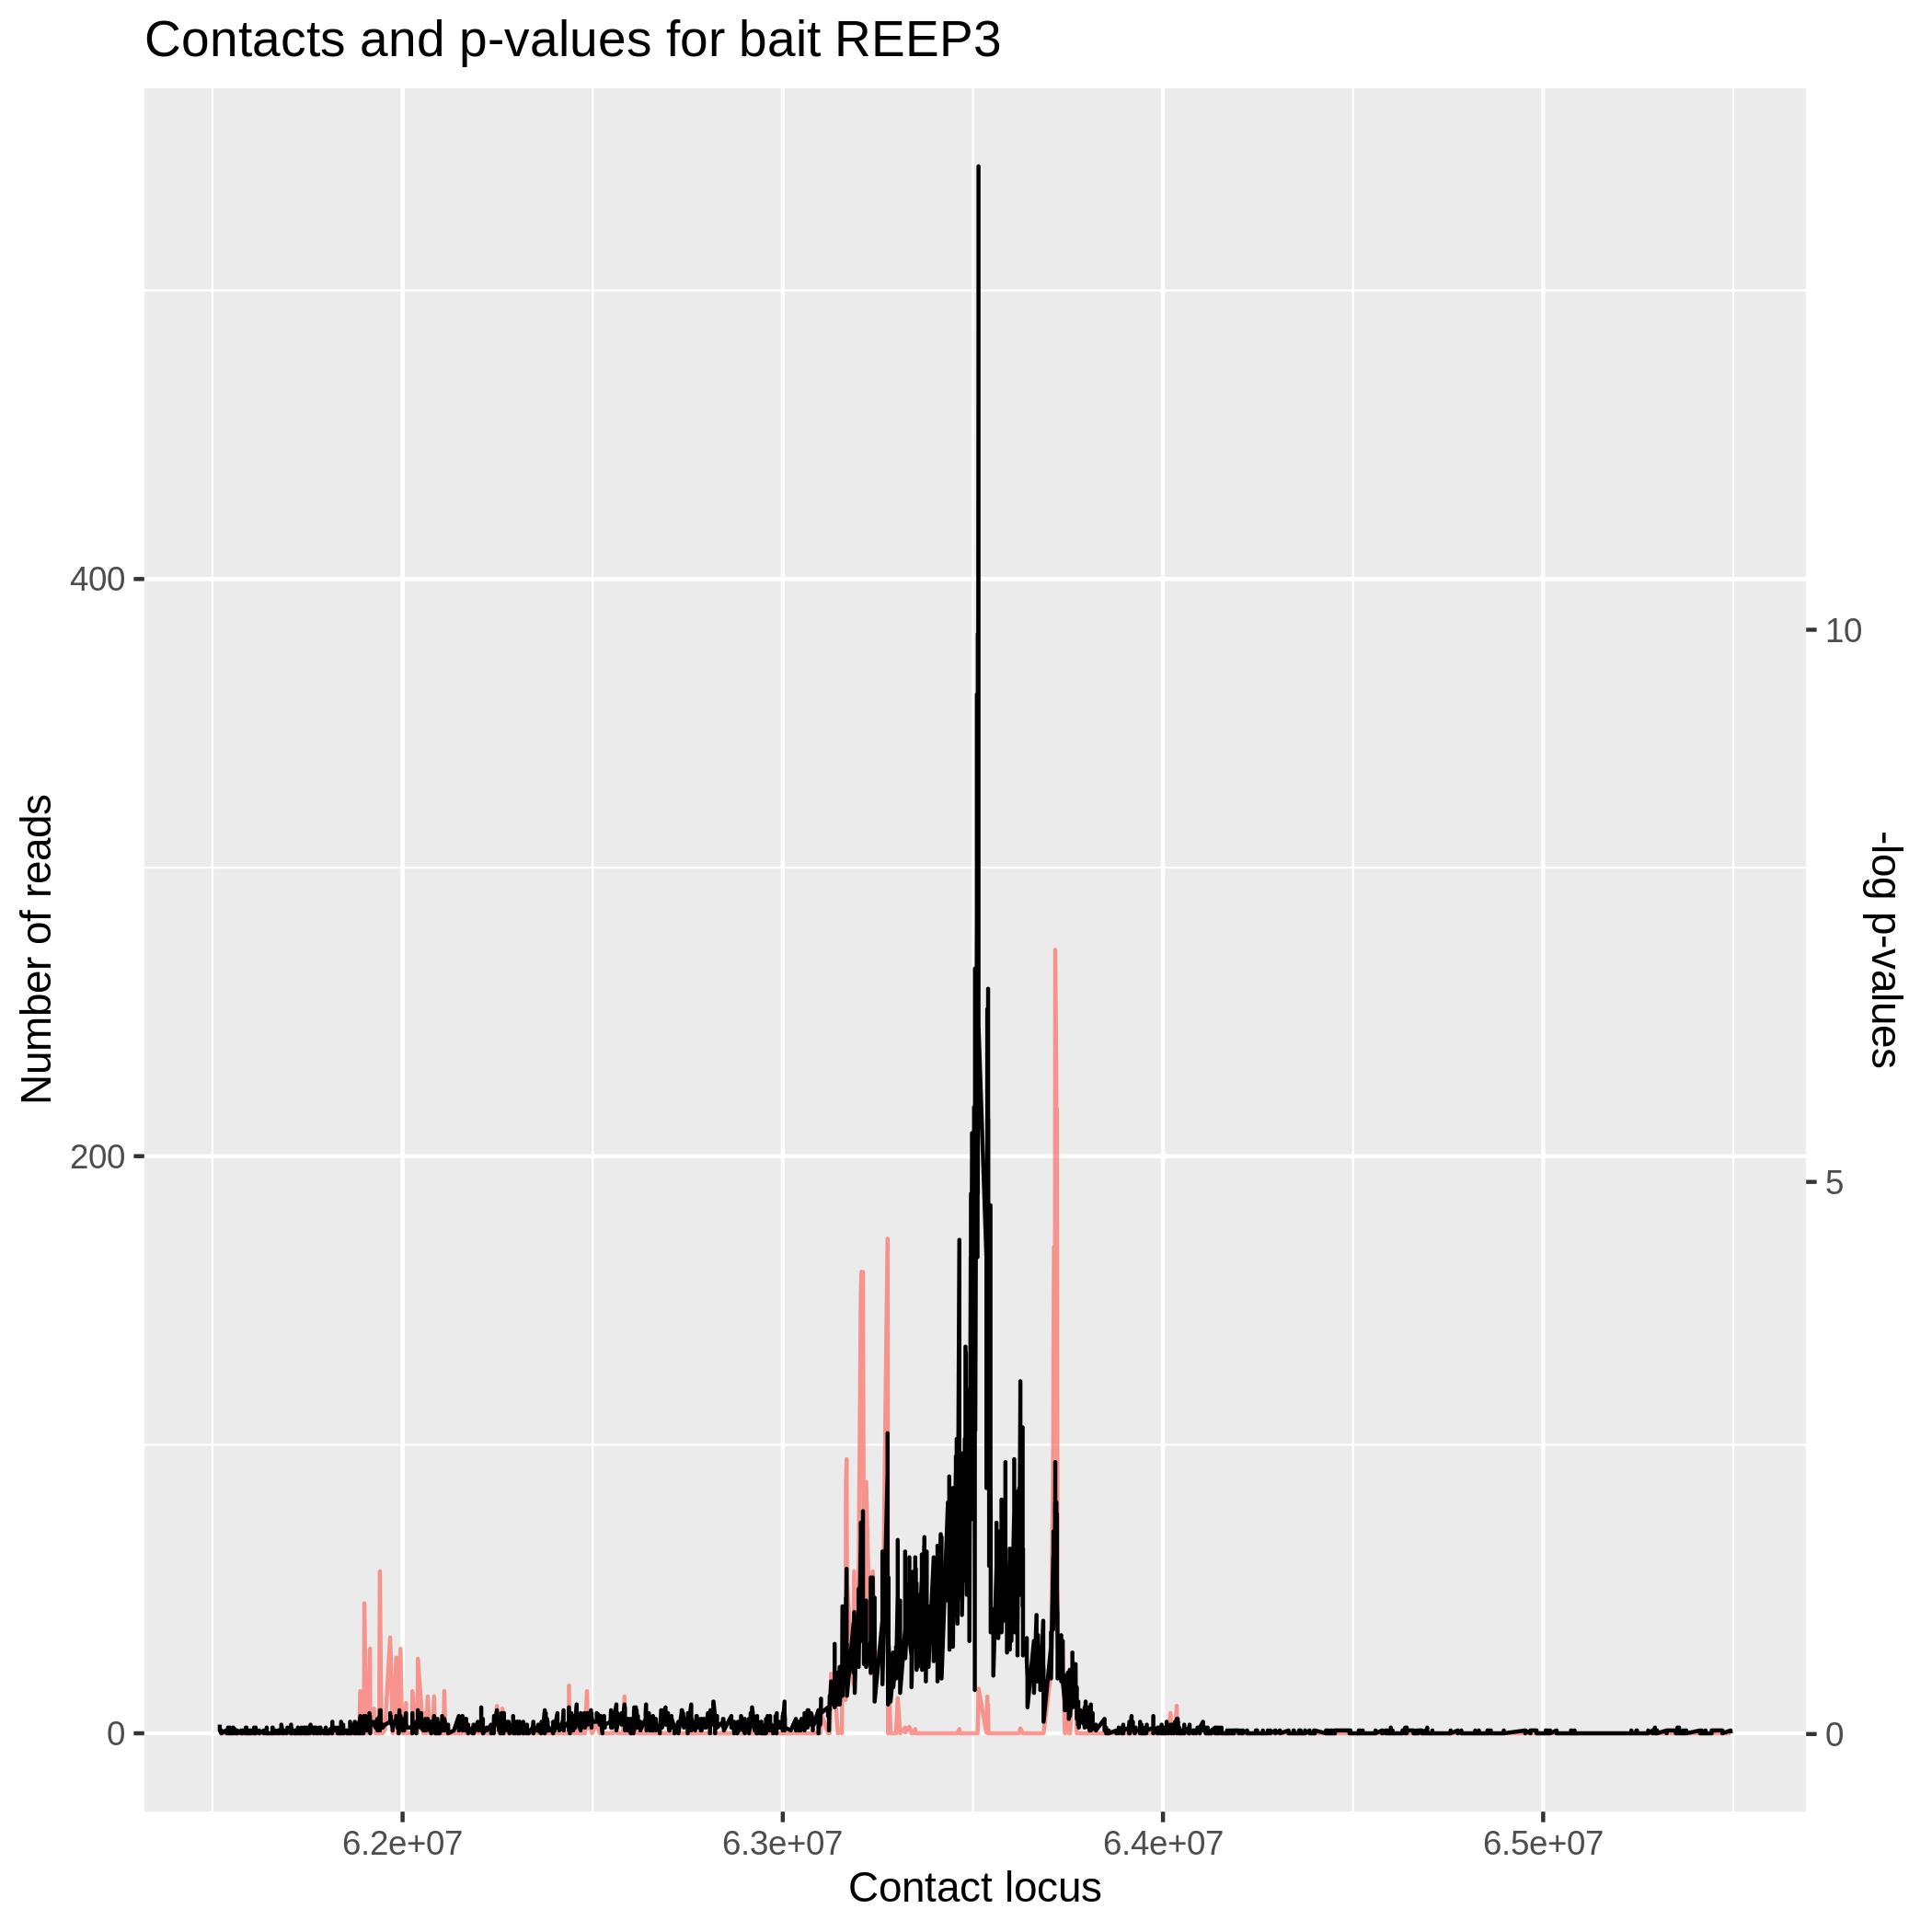 Contacts and p-values for bait REEP3
Number of reads
400
200
0
10
5
0
-log p-values
6.2e+07
6.3e+07
6.4e+07
6.5e+07
Contact locus